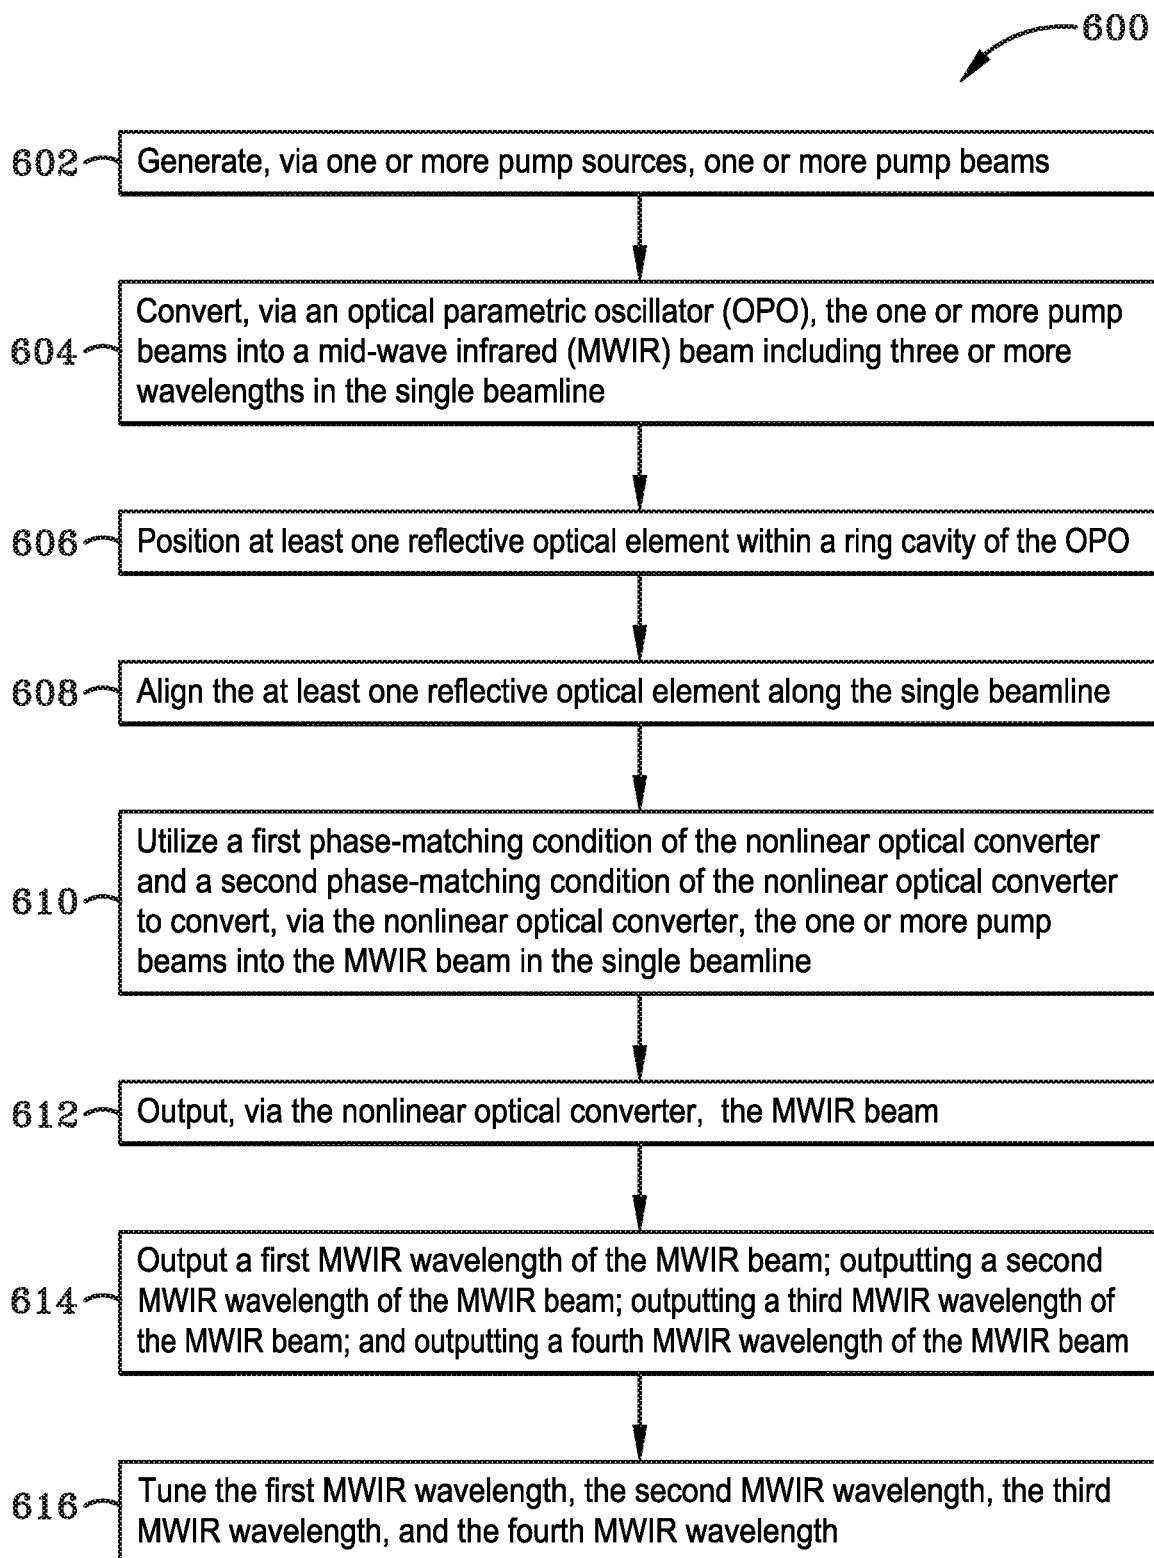 600
602
Generate, via one or more pump sources, one or more pump beams
604
Convert, via an optical parametric oscillator (OPO), the one or more pump
beams into a mid-wave infrared (MWIR) beam including three or more
wavelengths in the single beamline
606
Position at least one reflective optical element within a ring cavity of the OPO
608
Align the at least one reflective optical element along the single beamline
610
Utilize a first phase-matching condition of the nonlinear optical converter
and a second phase-matching condition of the nonlinear optical converter
to convert, via the nonlinear optical converter, the one or more pump
beams into the MWIR beam in the single beamline
612
Output, via the nonlinear optical converter, the MWIR beam
614
Output a first MWIR wavelength of the MWIR beam; outputting a second
MWIR wavelength of the MWIR beam; outputting a third MWIR wavelength of
the MWIR beam; and outputting a fourth MWIR wavelength of the MWIR beam
616
Tune the first MWIR wavelength, the second MWIR wavelength, the third
MWIR wavelength, and the fourth MWIR wavelength